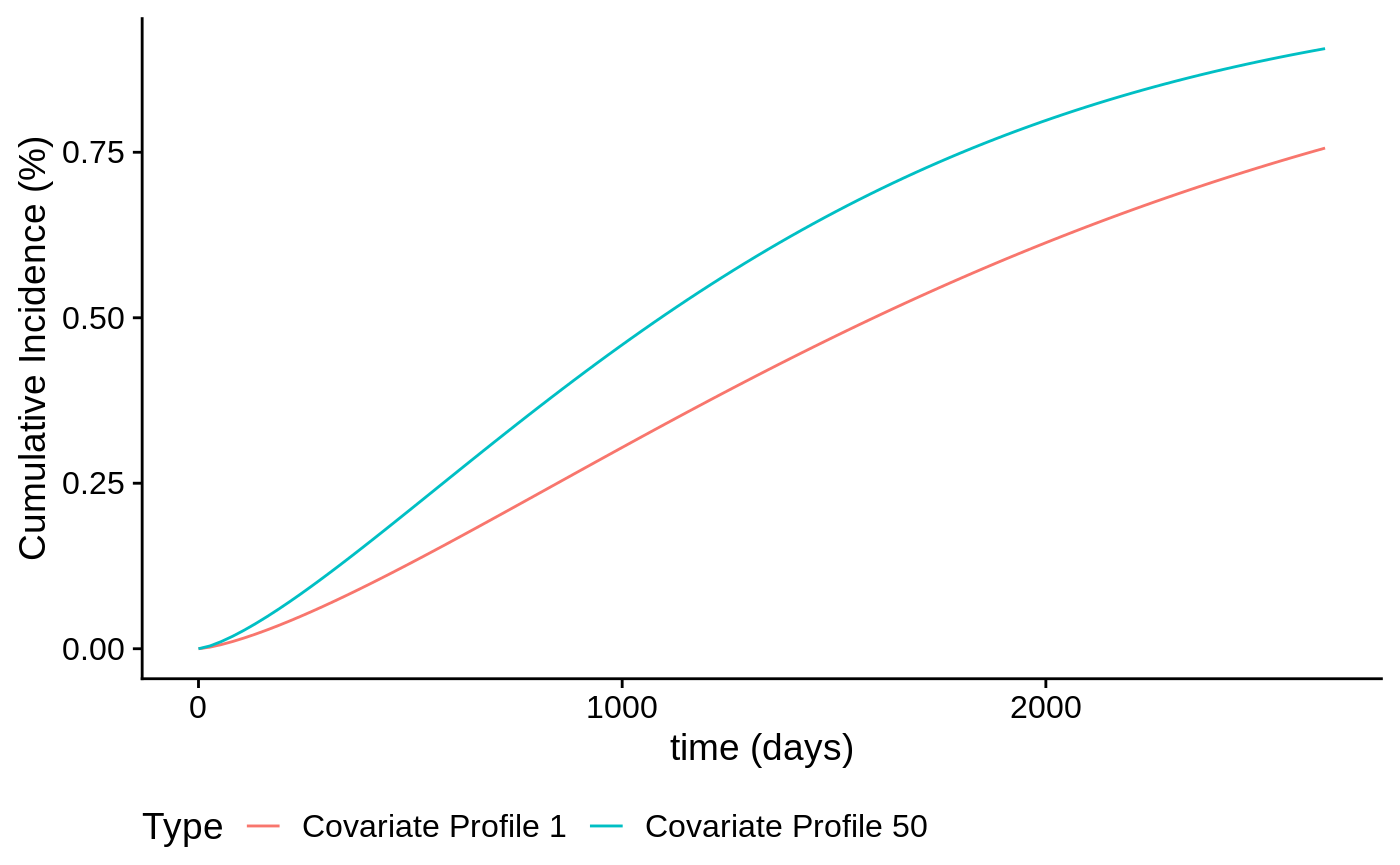 Cumulative Incidence (%)
0.75
0.50
0.25
0.00
0 1000 2000
time (days)
Type Covariate Profile 1 Covariate Profile 50